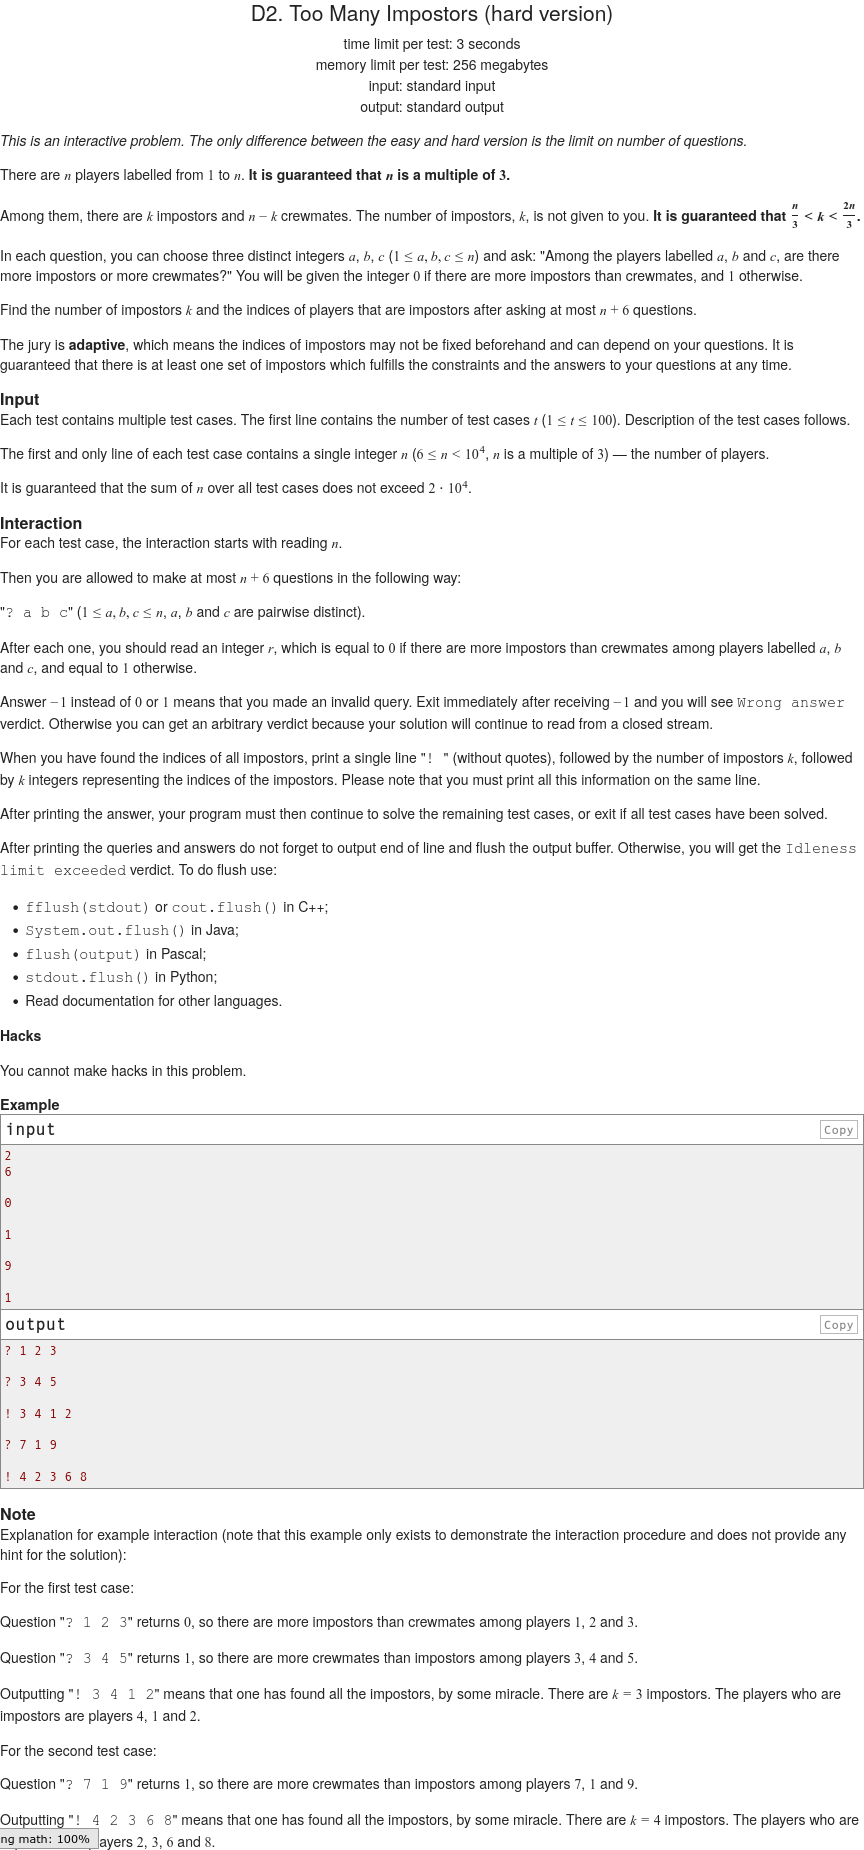 D2. Too Many Impostors (hard version)
time limit per test: 3 seconds
memory limit per test: 256 megabytes
input: standard input
output: standard output
This is an interactive problem. The only difference between the easy and hard version is the limit on number of questions.
There are n players labelled from 1 to n. It is guaranteed that n is a multiple of 3.
Among them, there are k impostors and n − k crewmates. The number of impostors, k, is not given to you. It is guaranteed that n/3 < k < 2n/3.
In each question, you can choose three distinct integers a, b, c (1 ≤ a, b, c ≤ n) and ask: "Among the players labelled a, b and c, are there
more impostors or more crewmates?" You will be given the integer 0 if there are more impostors than crewmates, and 1 otherwise.
Find the number of impostors k and the indices of players that are impostors after asking at most n + 6 questions.
The jury is adaptive, which means the indices of impostors may not be fixed beforehand and can depend on your questions. It is
guaranteed that there is at least one set of impostors which fulfills the constraints and the answers to your questions at any time.
Input
Each test contains multiple test cases. The first line contains the number of test cases t (1 ≤ t ≤ 100). Description of the test cases follows.
The first and only line of each test case contains a single integer n (6 ≤ n < 10^4, n is a multiple of 3) — the number of players.
It is guaranteed that the sum of n over all test cases does not exceed 2 · 10^4.
Interaction
For each test case, the interaction starts with reading n.
Then you are allowed to make at most n + 6 questions in the following way:
"? a b c" (1 ≤ a, b, c ≤ n, a, b and c are pairwise distinct).
After each one, you should read an integer r, which is equal to 0 if there are more impostors than crewmates among players labelled a, b
and c, and equal to 1 otherwise.
Answer −1 instead of 0 or 1 means that you made an invalid query. Exit immediately after receiving −1 and you will see Wrong answer
verdict. Otherwise you can get an arbitrary verdict because your solution will continue to read from a closed stream.
When you have found the indices of all impostors, print a single line "! " (without quotes), followed by the number of impostors k, followed
by k integers representing the indices of the impostors. Please note that you must print all this information on the same line.
After printing the answer, your program must then continue to solve the remaining test cases, or exit if all test cases have been solved.
After printing the queries and answers do not forget to output end of line and flush the output buffer. Otherwise, you will get the Idleness
limit exceeded verdict. To do flush use:
• fflush(stdout) or cout.flush() in C++;
• System.out.flush() in Java;
• flush(output) in Pascal;
• stdout.flush() in Python;
• Read documentation for other languages.
Hacks
You cannot make hacks in this problem.
Example
input
Copy
2
6
0
1
9
1
output
Copy
? 1 2 3
? 3 4 5
! 3 4 1 2
? 7 1 9
! 4 2 3 6 8
Note
Explanation for example interaction (note that this example only exists to demonstrate the interaction procedure and does not provide any
hint for the solution):
For the first test case:
Question "? 1 2 3" returns 0, so there are more impostors than crewmates among players 1, 2 and 3.
Question "? 3 4 5" returns 1, so there are more crewmates than impostors among players 3, 4 and 5.
Outputting "! 3 4 1 2" means that one has found all the impostors, by some miracle. There are k = 3 impostors. The players who are
impostors are players 4, 1 and 2.
For the second test case:
Question "? 7 1 9" returns 1, so there are more crewmates than impostors among players 7, 1 and 9.
Outputting "! 4 2 3 6 8" means that one has found all the impostors, by some miracle. There are k = 4 impostors. The players who are
ng math: 100% ayers 2, 3, 6 and 8.